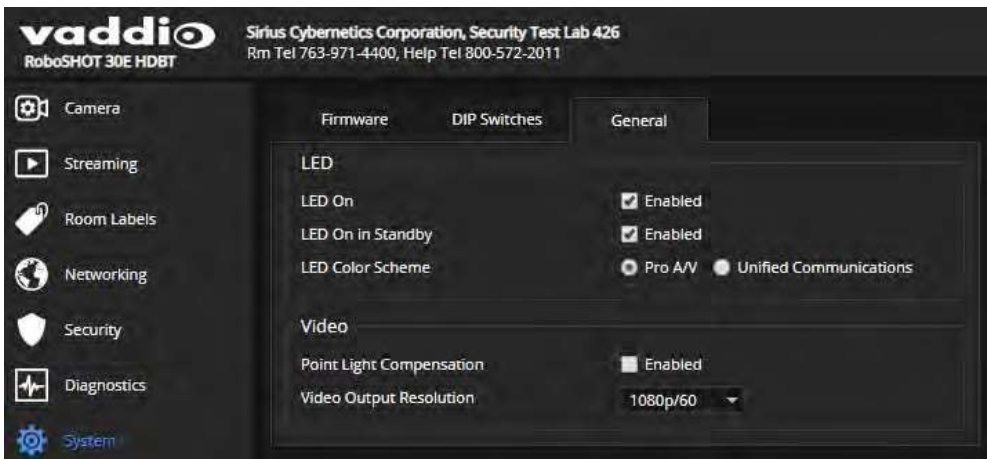 vaddio
RoboSHOT 30E HDBT
Sirius Cybernetics Corporation, Security Test Lab 426
Rm Tel 763-971-4400, Help Tel 800-572-2011
Camera
Streaming
Room Labels
Networking
Security
Diagnostics
System
Firmware DIP Switches General
LED
LED On Enabled
LED On in Standby Enabled
LED Color Scheme Pro A/V Unified Communications
Video
Point Light Compensation Enabled
Video Output Resolution 1080p/60